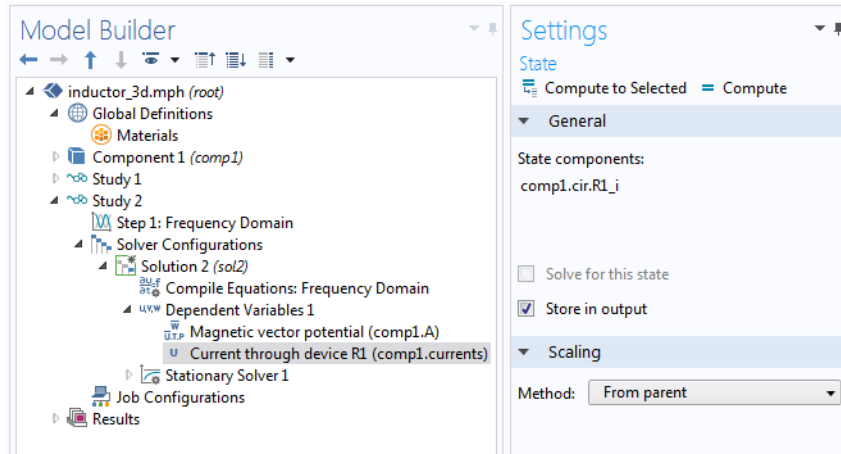 Model Builder
inductor_3d.mph (root)
Global Definitions
Materials
Component 1 (comp1)
Study 1
Study 2
Step 1: Frequency Domain
Solver Configurations
Solution 2 (sol2)
Compile Equations: Frequency Domain
Dependent Variables 1
Magnetic vector potential (comp1.A)
Current through device R1 (comp1.currents)
Stationary Solver 1
Job Configurations
Results
Settings
State
Compute to Selected = Compute
General
State components:
comp1.cir.R1_i
Solve for this state
Store in output
Scaling
Method: From parent